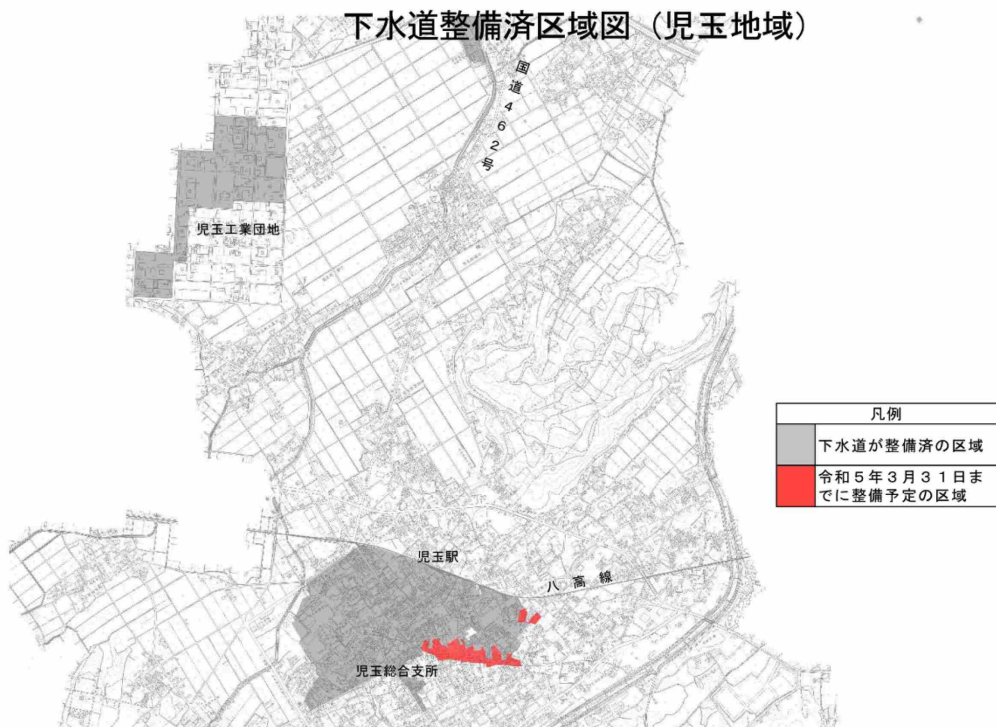 下水道整備済区域図（児玉地域）
国道４６２号
児玉工業団地
凡例
下水道が整備済の区域
令和５年３月３１日ま
でに整備予定の区域
児玉駅
八高線
児玉総合支所